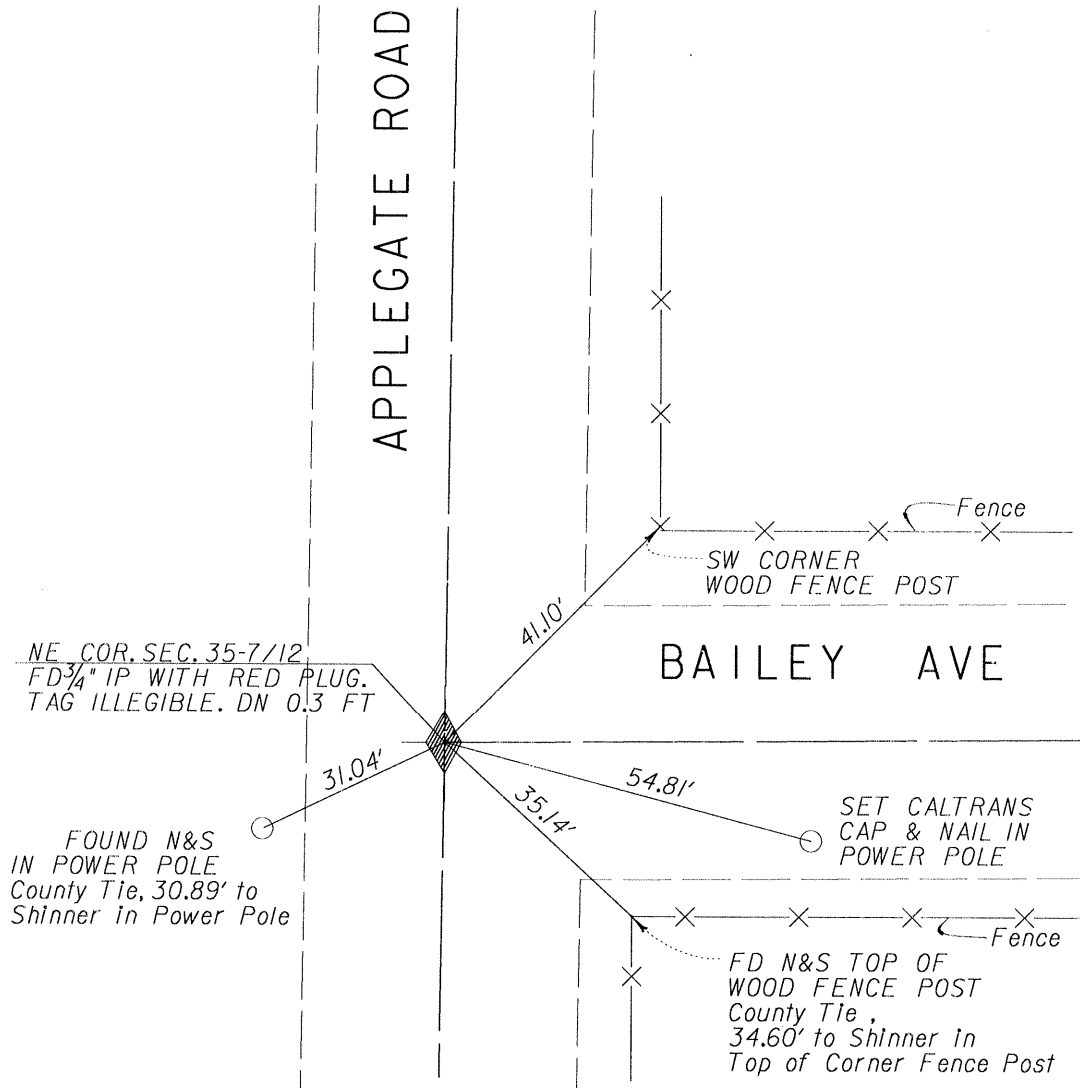 APPLEGATE ROAD
Fence
SW CORNER
WOOD FENCE POST
41.10'
BAILEY AVE
NE COR. SEC. 35-7/12
FD 3/4" IP WITH RED PLUG.
TAG ILLEGIBLE. DN 0.3 FT
31.04'
54.81'
35.14'
SET CALTRANS
CAP & NAIL IN
POWER POLE
FOUND N&S
IN POWER POLE
County Tie, 30.89' to
Shinner in Power Pole
Fence
FD N&S TOP OF
WOOD FENCE POST
County Tie,
34.60' to Shinner in
Top of Corner Fence Post